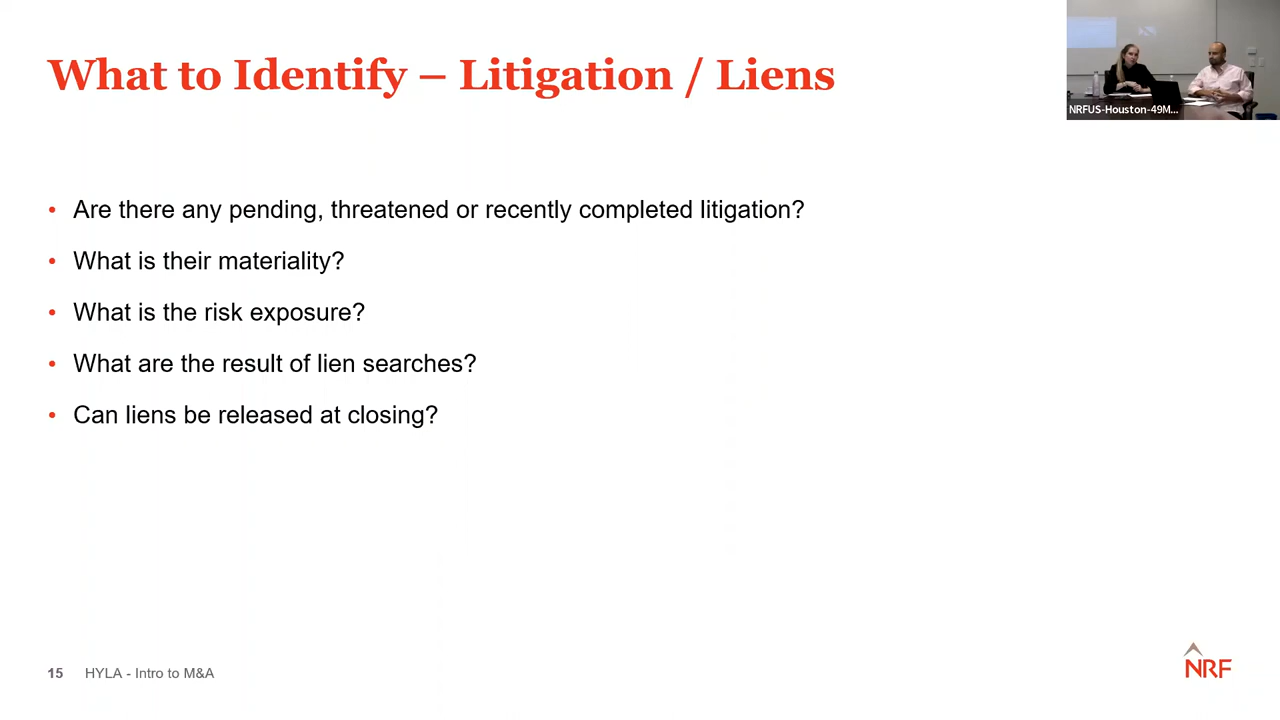 What to Identify – Litigation / Liens
NRFUS-Houston-49M...
• Are there any pending, threatened or recently completed litigation?
• What is their materiality?
• What is the risk exposure?
• What are the result of lien searches?
• Can liens be released at closing?
15 HYLA - Intro to M&A
NRF